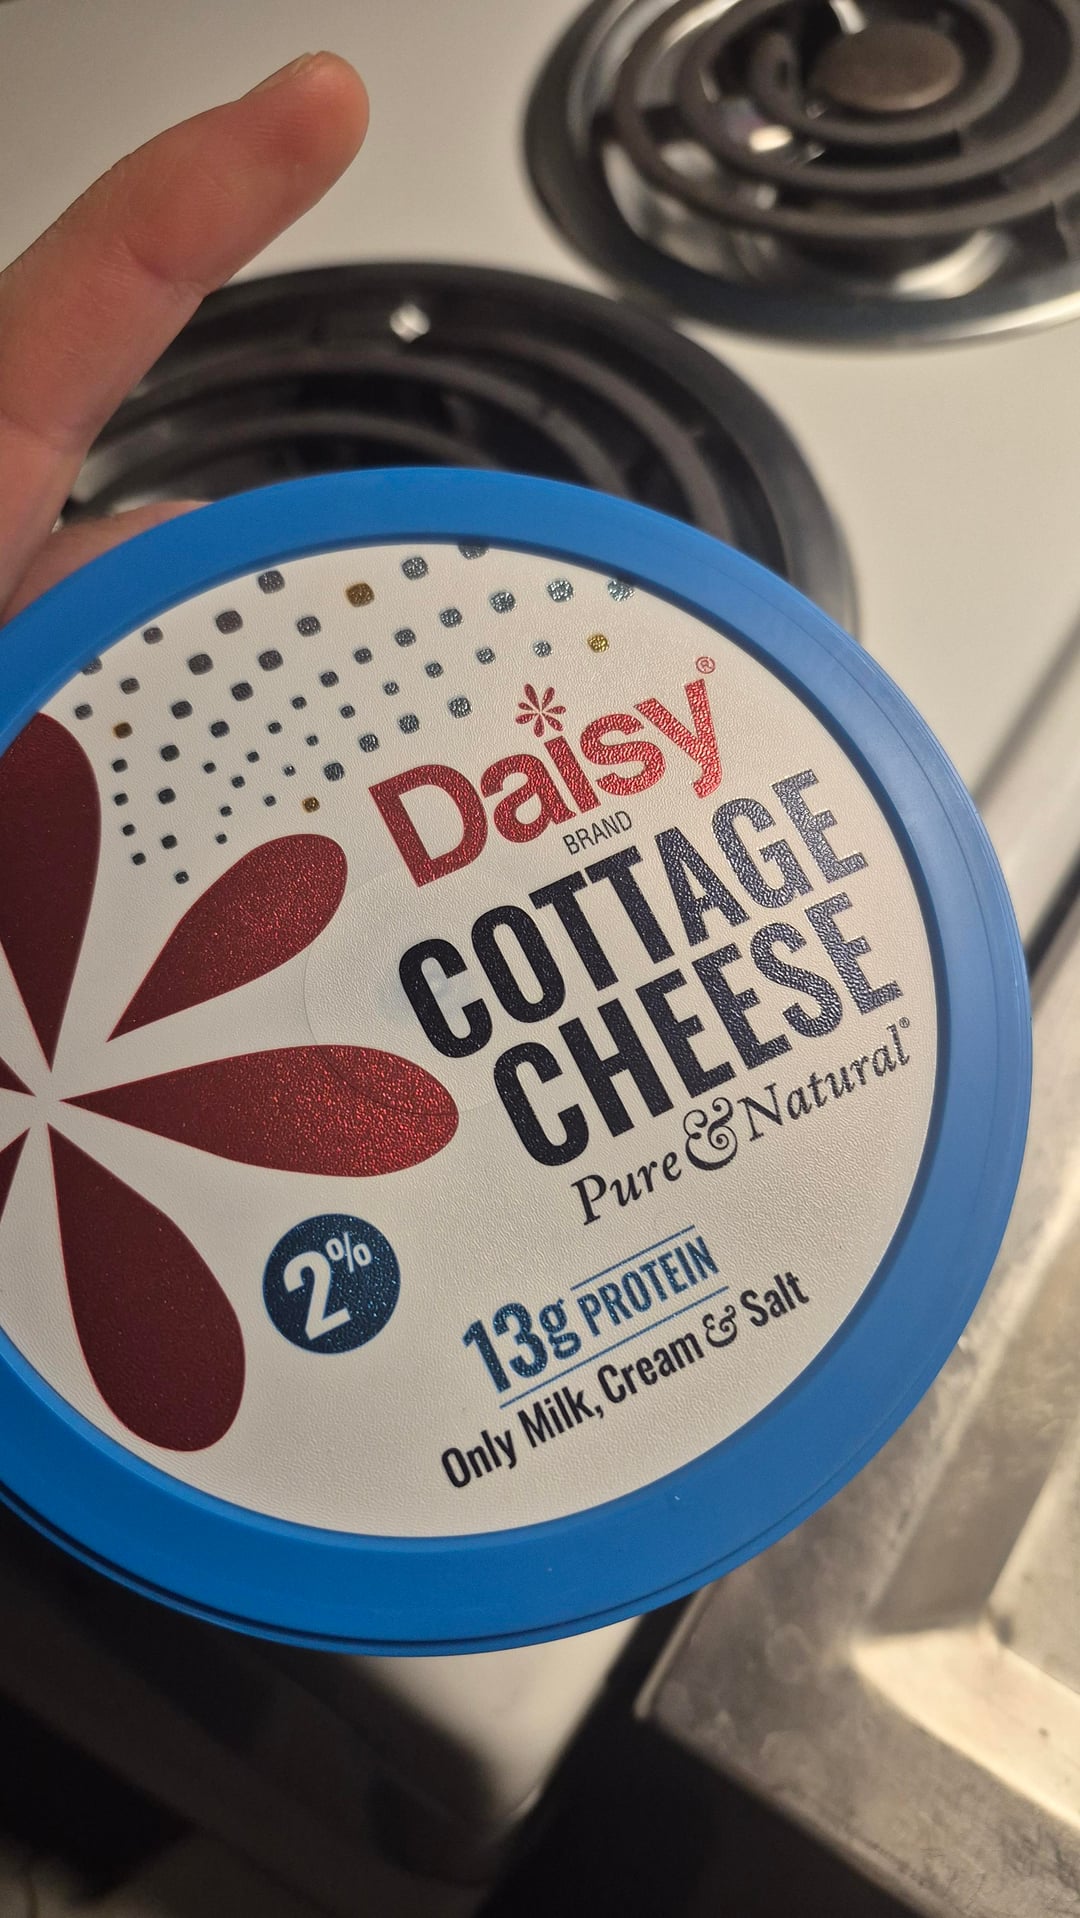 Daisy®
BRAND
COTTAGE
CHEESE
Pure & Natural®
2%
13g PROTEIN
Only Milk, Cream & Salt